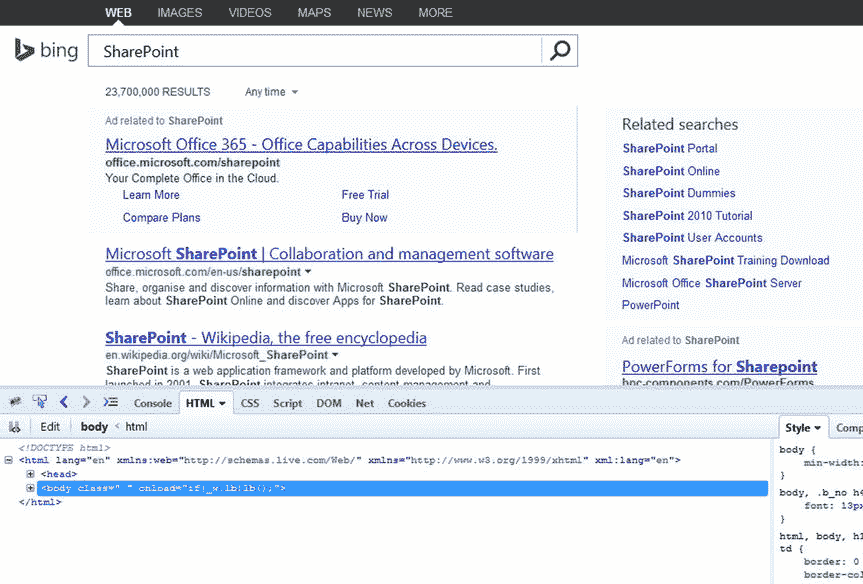 WEB IMAGES VIDEOS MAPS NEWS MORE
bing SharePoint
23,700,000 RESULTS Any time
Ad related to SharePoint
Microsoft Office 365 - Office Capabilities Across Devices.
office.microsoft.com/sharepoint
Your Complete Office in the Cloud.
Learn More Free Trial
Compare Plans Buy Now
Microsoft SharePoint | Collaboration and management software
office.microsoft.com/en-us/sharepoint
Share, organise and discover information with Microsoft SharePoint. Read case studies,
learn about SharePoint Online and discover Apps for SharePoint.
SharePoint - Wikipedia, the free encyclopedia
en.wikipedia.org/wiki/Microsoft_SharePoint
SharePoint is a web application framework and platform developed by Microsoft. First
launched in 2001, SharePoint integrates intranet, content management and
Related searches
SharePoint Portal
SharePoint Online
SharePoint Dummies
SharePoint 2010 Tutorial
SharePoint User Accounts
Microsoft SharePoint Training Download
Microsoft Office SharePoint Server
PowerPoint
Ad related to SharePoint
PowerForms for Sharepoint
boc-components.com/PowerForms
Console HTML CSS Script DOM Net Cookies
Edit body < html
<!DOCTYPE html>
<html lang="en" xmlns:web="http://schemas.live.com/Web/" xmlns="http://www.w3.org/1999/xhtml" xml:lang="en">
<head>
<body class=" " onload="if(_w.lb)lb();">
</html>
Style Comp
body {
min-width:
}
body, .b_no h4
font: 13px
}
html, body, h1
td {
border: 0
border-col